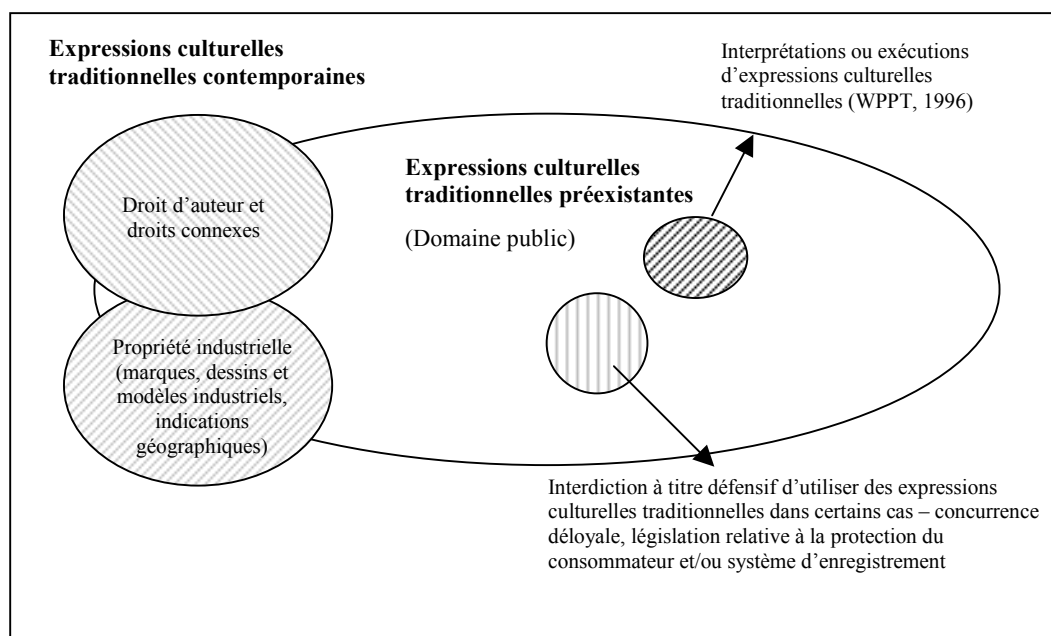 Expressions culturelles
traditionnelles contemporaines
Interprétations ou exécutions
d’expressions culturelles
traditionnelles (WPPT, 1996)
Expressions culturelles
traditionnelles préexistantes
(Domaine public)
Droit d’auteur et
droits connexes
Propriété industrielle
(marques, dessins et
modèles industriels,
indications
géographiques)
Interdiction à titre défensif d’utiliser des expressions
culturelles traditionnelles dans certains cas – concurrence
déloyale, législation relative à la protection du
consommateur et/ou système d’enregistrement